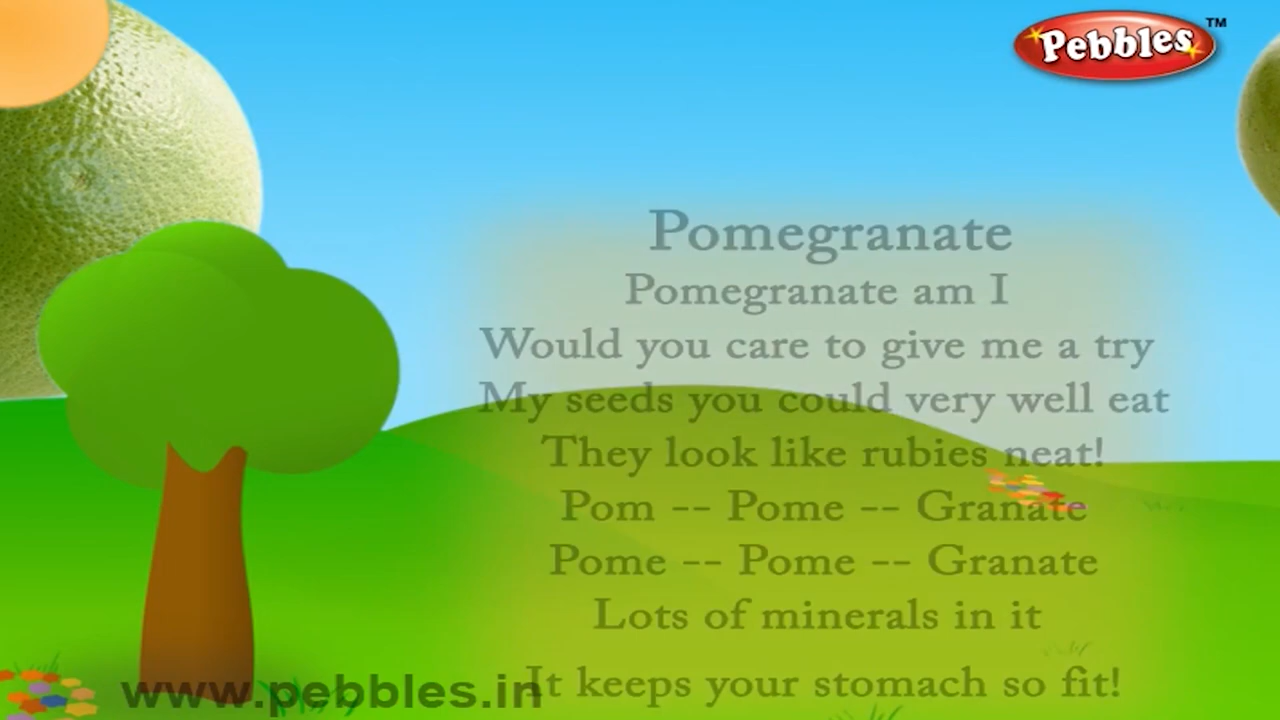 Pebbles TM
Pomegranate
Pomegranate am I
Would you care to give me a try
My seeds you could very well eat
They look like rubies neat!
Pom -- Pome -- Granate
Pome -- Pome -- Granate
Lots of minerals in it
It keeps your stomach so fit!
www.pebbles.in